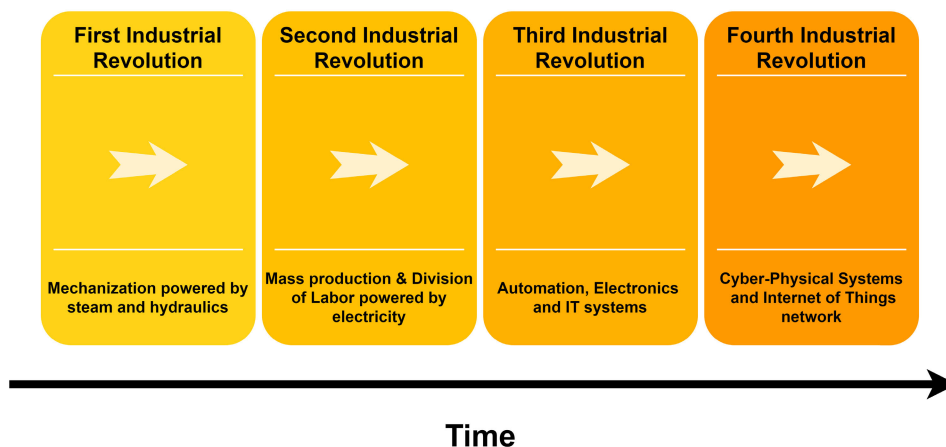 First Industrial
Revolution
Second Industrial
Revolution
Third Industrial
Revolution
Fourth Industrial
Revolution
Mechanization powered by
steam and hydraulics
Mass production & Division
of Labor powered by
electricity
Automation, Electronics
and IT systems
Cyber-Physical Systems
and Internet of Things
network
Time